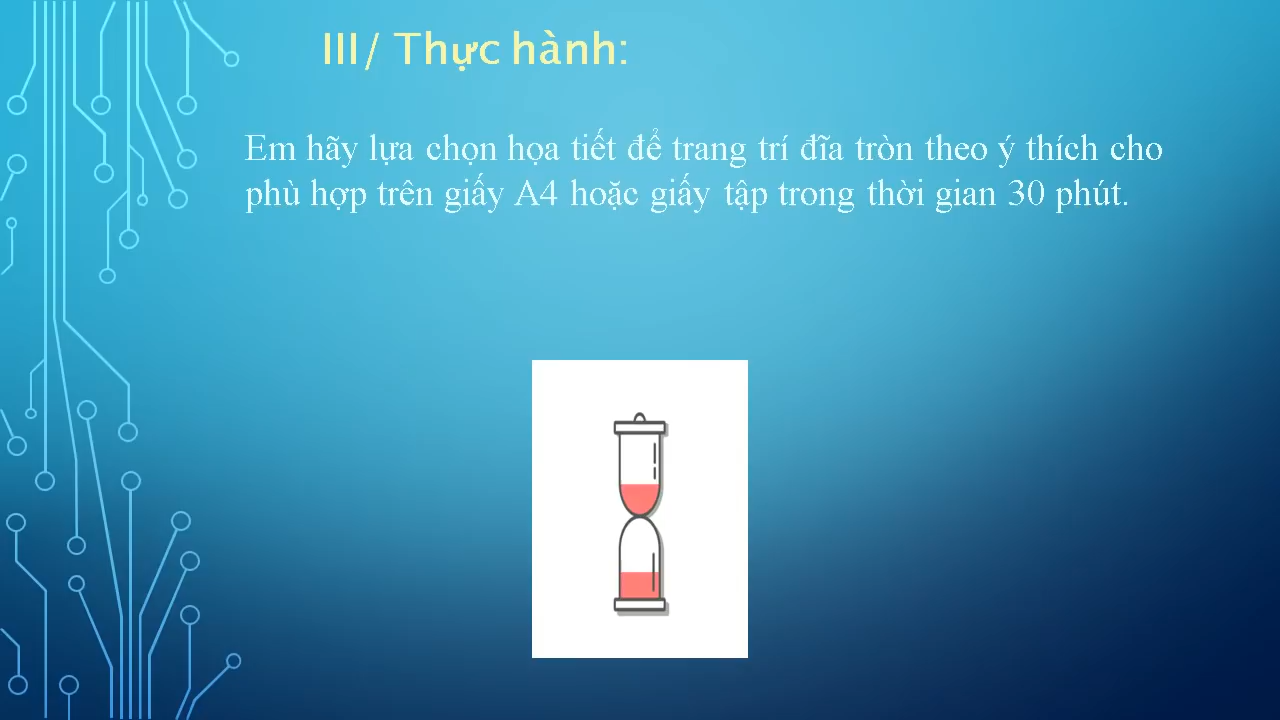 III/ Thực hành:
Em hãy lựa chọn họa tiết để trang trí đĩa tròn theo ý thích cho
phù hợp trên giấy A4 hoặc giấy tập trong thời gian 30 phút.